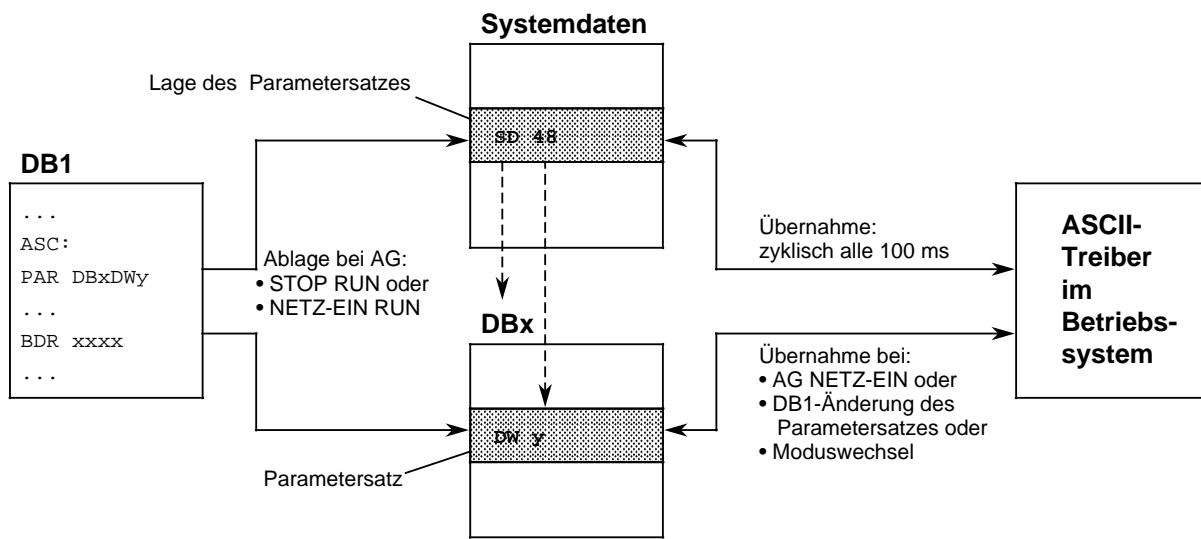 Systemdaten
Lage des Parametersatzes
SD 48
DB1
...
ASC:
PAR DBxDWy
...
BDR xxxx
...
Ablage bei AG:
• STOP RUN oder
• NETZ-EIN RUN
DBx
DW y
Parametersatz
Übernahme:
zyklisch alle 100 ms
Übernahme bei:
• AG NETZ-EIN oder
• DB1-Änderung des
Parametersatzes oder
• Moduswechsel
ASCII-
Treiber
im
Betriebs-
system